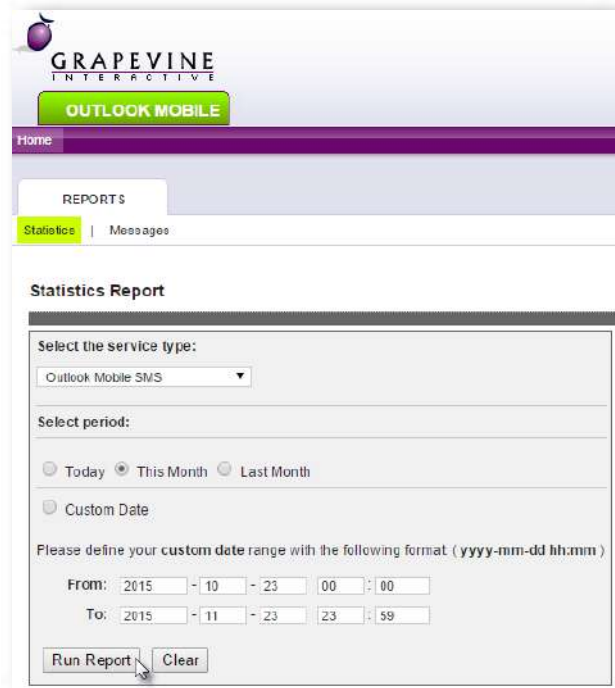 GRAPEVINE
INTERACTIVE
OUTLOOK MOBILE
Home
REPORTS
Statistics | Messages
Statistics Report
Select the service type:
Outlook Mobile SMS
Select period:
Today This Month Last Month
Custom Date
Please define your custom date range with the following format ( yyyy-mm-dd hh:mm )
From: 2015 - 10 - 23 00 : 00
To: 2015 - 11 - 23 23 : 59
Run Report Clear